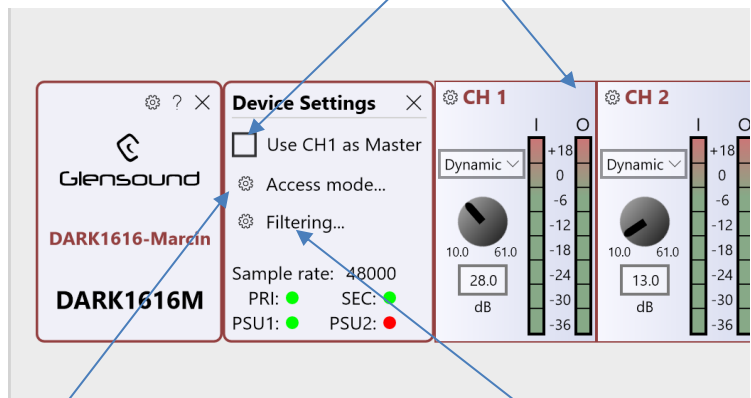 ?
Glensound
DARK1616-Marcin
DARK1616M
Device Settings
Use CH1 as Master
Access mode...
Filtering...
Sample rate: 48000
PRI: SEC:
PSU1: PSU2:
CH 1
I O
Dynamic
10.0 61.0
28.0
dB
+18
0
-6
-12
-18
-24
-30
-36
CH 2
I O
Dynamic
10.0 61.0
13.0
dB
+18
0
-6
-12
-18
-24
-30
-36